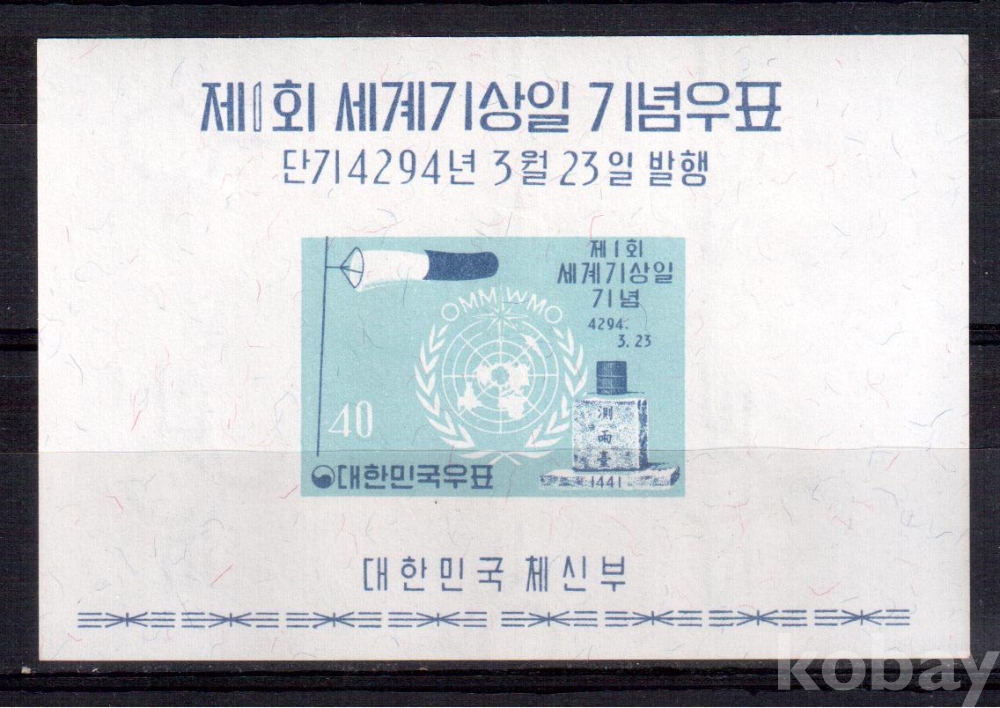 제1회 세계기상일 기념우표
단기4294년 3월 23일 발행
제1회
세계기상일
기념
OMM WMO
4294.
3.23
40
測
雨
臺
1441
대한민국우표
대한민국 체신부
kobay